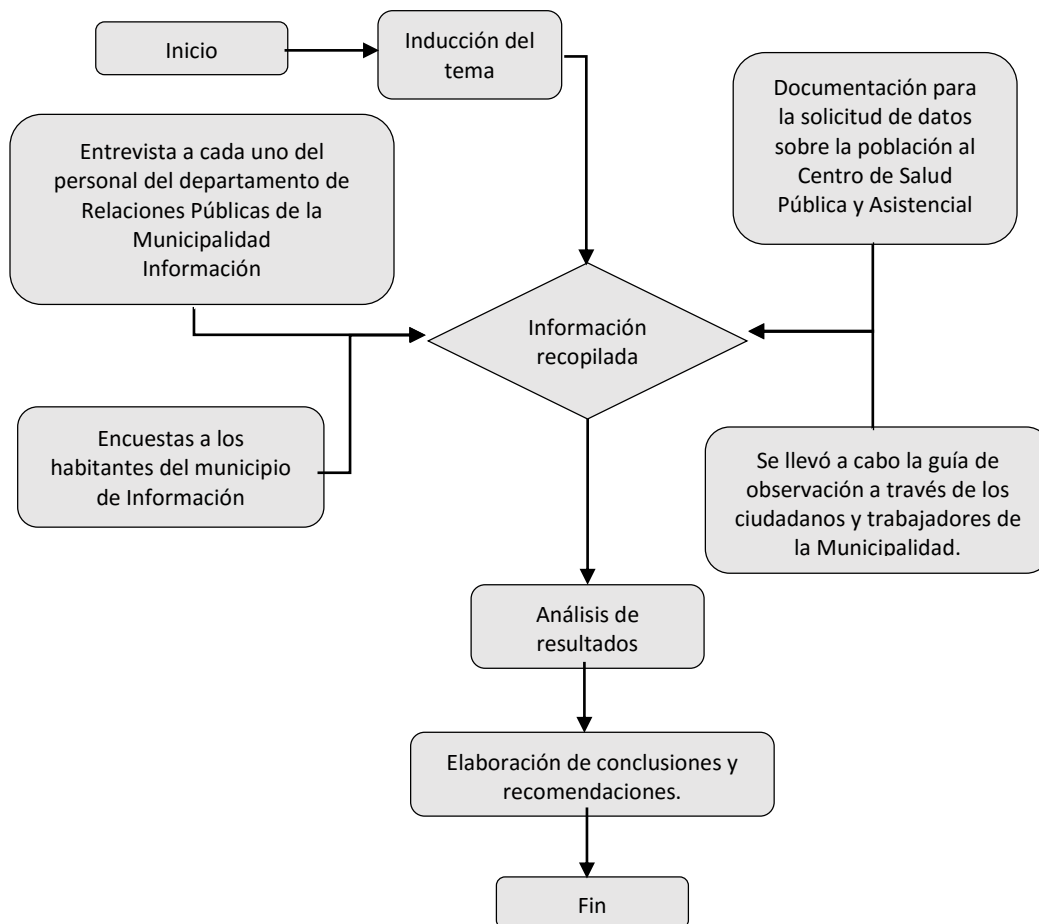 Inicio
Inducción del
tema
Documentación para
la solicitud de datos
sobre la población al
Centro de Salud
Pública y Asistencial
Entrevista a cada uno del
personal del departamento de
Relaciones Públicas de la
Municipalidad
Información
Información
recopilada
Encuestas a los
habitantes del municipio
de Información
Se llevó a cabo la guía de
observación a través de los
ciudadanos y trabajadores de
la Municipalidad.
Análisis de
resultados
Elaboración de conclusiones y
recomendaciones.
Fin